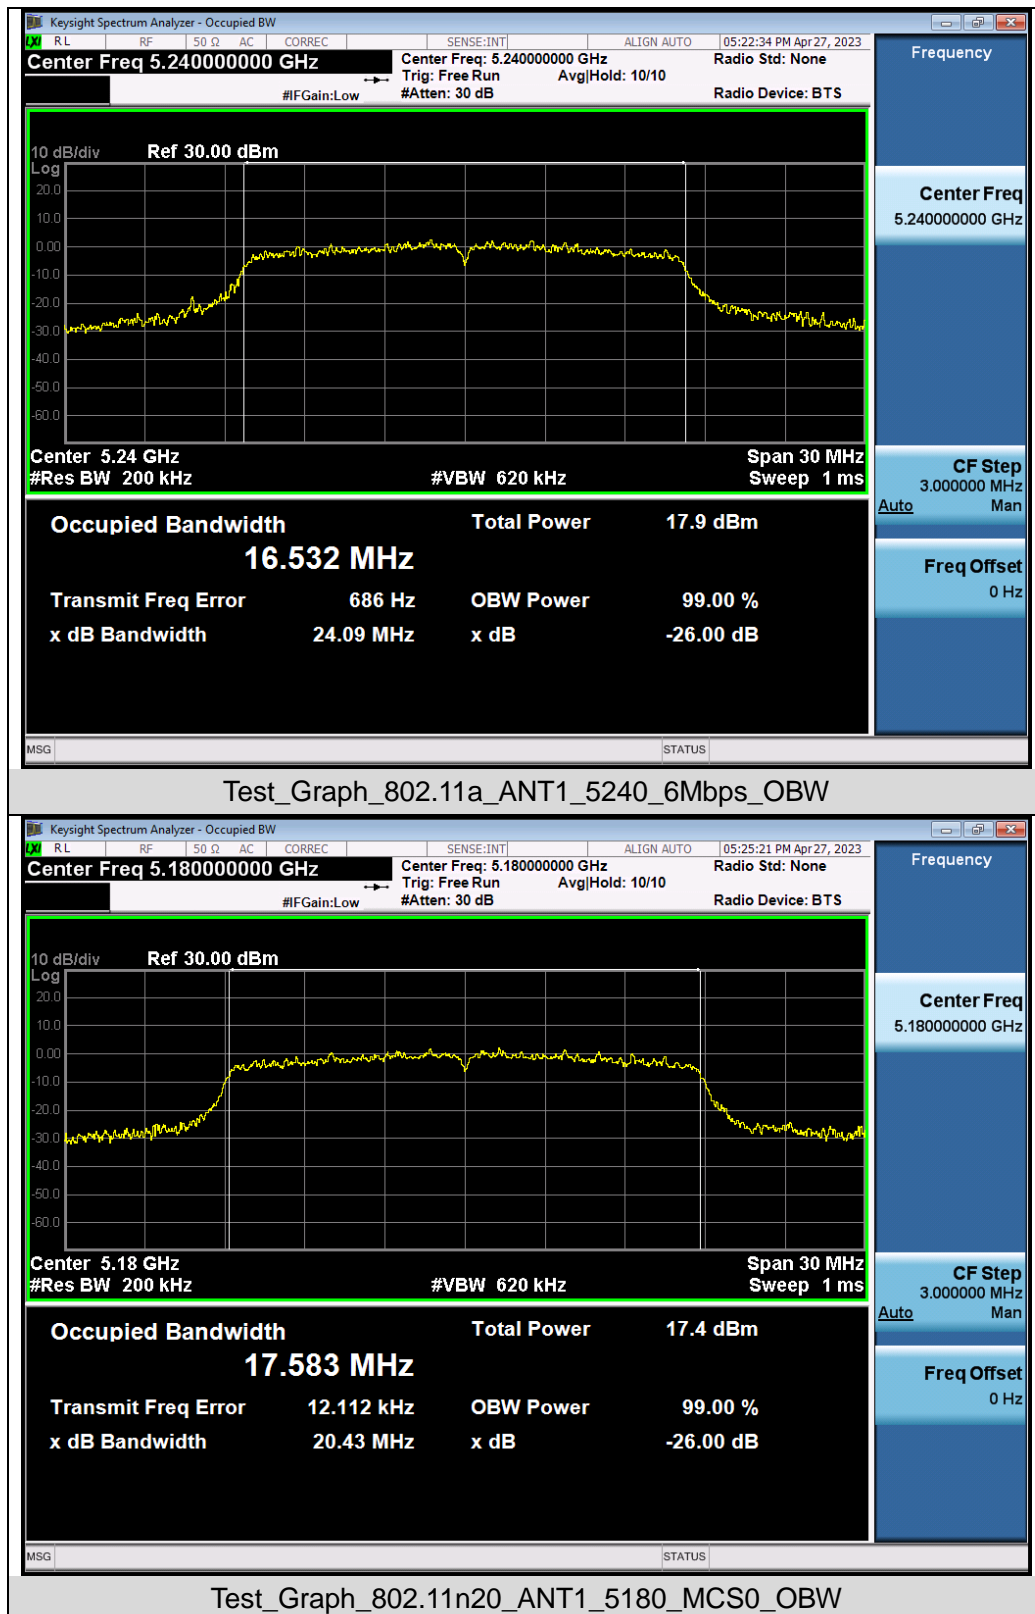 Keysight Spectrum Analyzer - Occupied BW
LXI RL RF 50 Ω AC CORREC SENSE:INT ALIGN AUTO 05:22:34 PM Apr 27, 2023
Center Freq 5.240000000 GHz
Center Freq: 5.240000000 GHz
Radio Std: None
Trig: Free Run Avg|Hold: 10/10
#IFGain:Low #Atten: 30 dB
Radio Device: BTS
Frequency
10 dB/div Ref 30.00 dBm
Log
20.0
10.0
0.00
-10.0
-20.0
-30.0
-40.0
-50.0
-60.0
Center 5.24 GHz Span 30 MHz
#Res BW 200 kHz #VBW 620 kHz Sweep 1 ms
Center Freq
5.240000000 GHz
CF Step
3.000000 MHz
Auto Man
Freq Offset
0 Hz
Occupied Bandwidth Total Power 17.9 dBm
16.532 MHz
Transmit Freq Error 686 Hz OBW Power 99.00 %
x dB Bandwidth 24.09 MHz x dB -26.00 dB
MSG STATUS
Test_Graph_802.11a_ANT1_5240_6Mbps_OBW
Keysight Spectrum Analyzer - Occupied BW
LXI RL RF 50 Ω AC CORREC SENSE:INT ALIGN AUTO 05:25:21 PM Apr 27, 2023
Center Freq 5.180000000 GHz
Center Freq: 5.180000000 GHz
Radio Std: None
Trig: Free Run Avg|Hold: 10/10
#IFGain:Low #Atten: 30 dB
Radio Device: BTS
Frequency
10 dB/div Ref 30.00 dBm
Log
20.0
10.0
0.00
-10.0
-20.0
-30.0
-40.0
-50.0
-60.0
Center 5.18 GHz Span 30 MHz
#Res BW 200 kHz #VBW 620 kHz Sweep 1 ms
Center Freq
5.180000000 GHz
CF Step
3.000000 MHz
Auto Man
Freq Offset
0 Hz
Occupied Bandwidth Total Power 17.4 dBm
17.583 MHz
Transmit Freq Error 12.112 kHz OBW Power 99.00 %
x dB Bandwidth 20.43 MHz x dB -26.00 dB
MSG STATUS
Test_Graph_802.11n20_ANT1_5180_MCS0_OBW